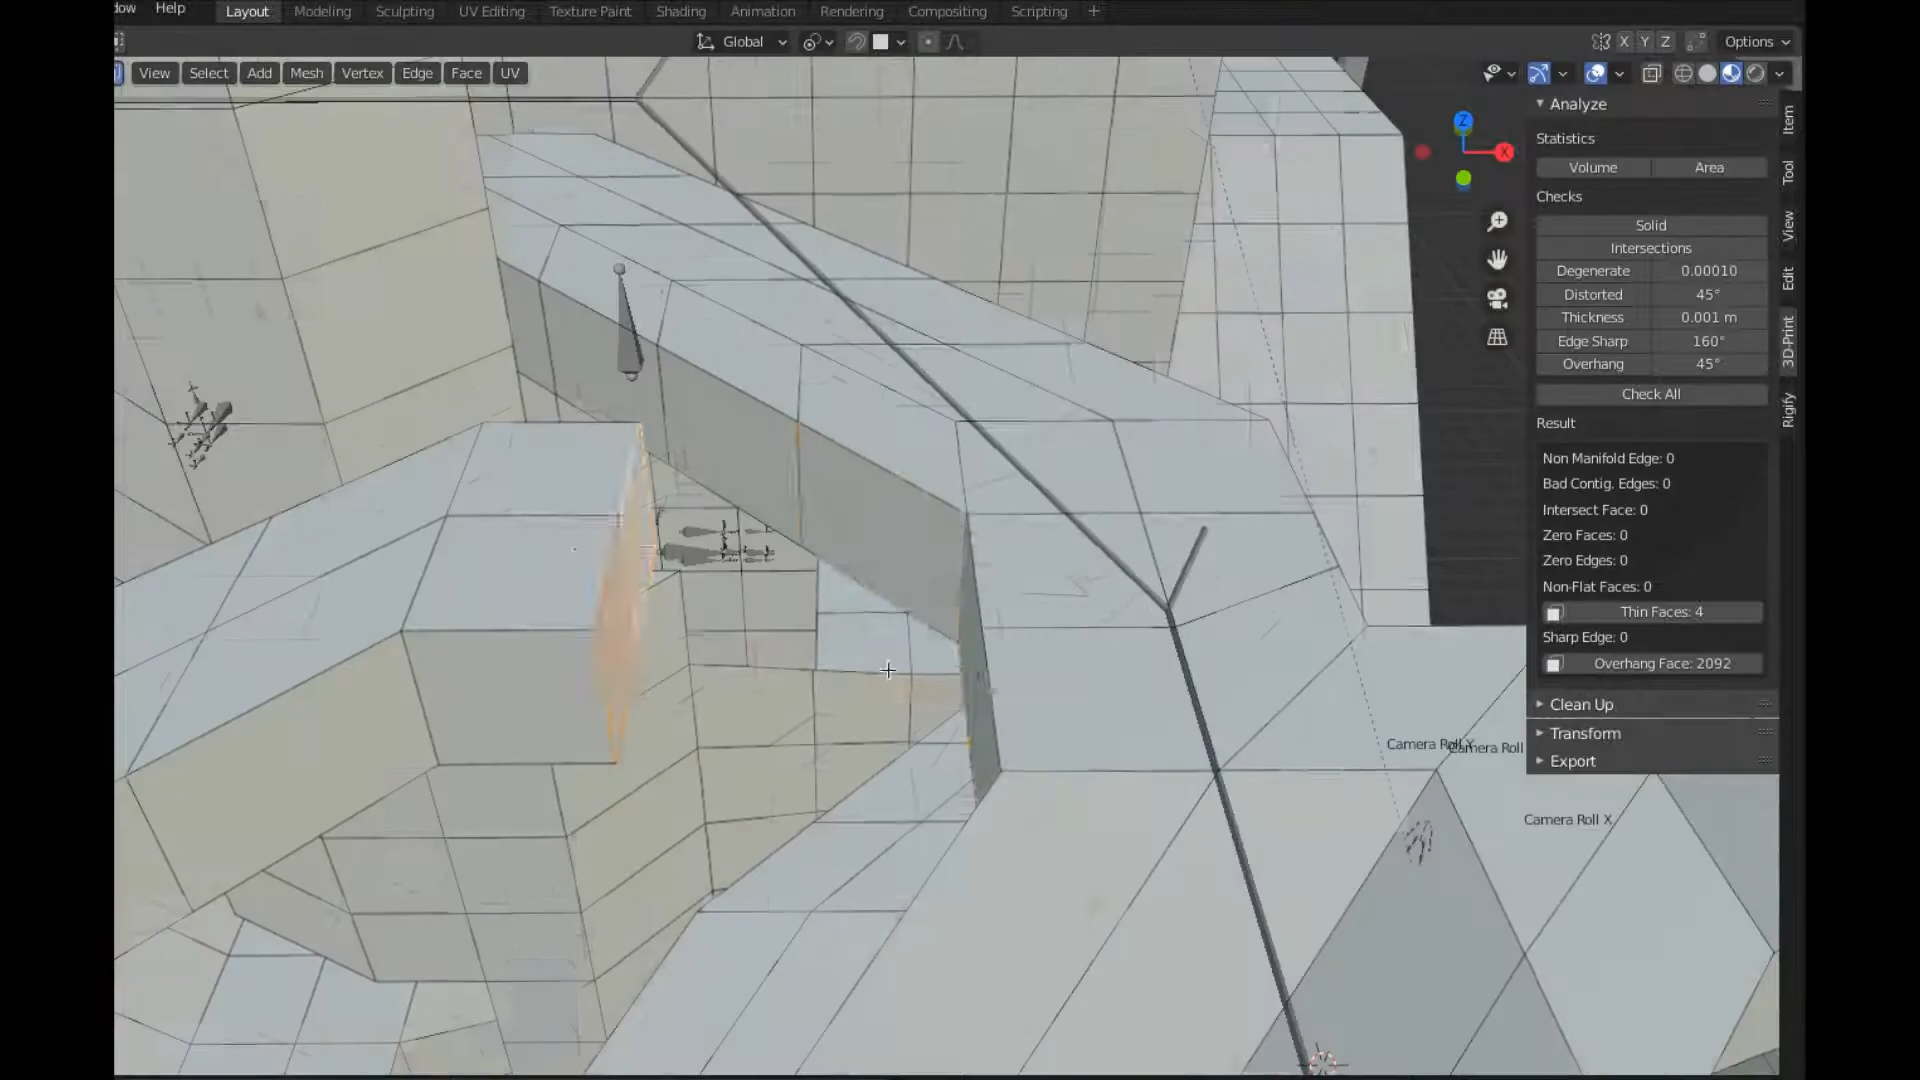 dow Help Layout Modeling Sculpting UV Editing Texture Paint Shading Animation Rendering Compositing Scripting +
Global X Y Z Options
View Select Add Mesh Vertex Edge Face UV
Analyze
Statistics
Volume Area
Checks
Solid
Intersections
Degenerate 0.00010
Distorted 45°
Thickness 0.001 m
Edge Sharp 160°
Overhang 45°
Check All
Result
Non Manifold Edge: 0
Bad Contig. Edges: 0
Intersect Face: 0
Zero Faces: 0
Zero Edges: 0
Non-Flat Faces: 0
Thin Faces: 4
Sharp Edge: 0
Overhang Face: 2092
Clean Up
Transform
Export
Item
Tool
View
Edit
3D-Print
Rigify
Z
X
Camera Roll Y
Camera Roll
Camera Roll X